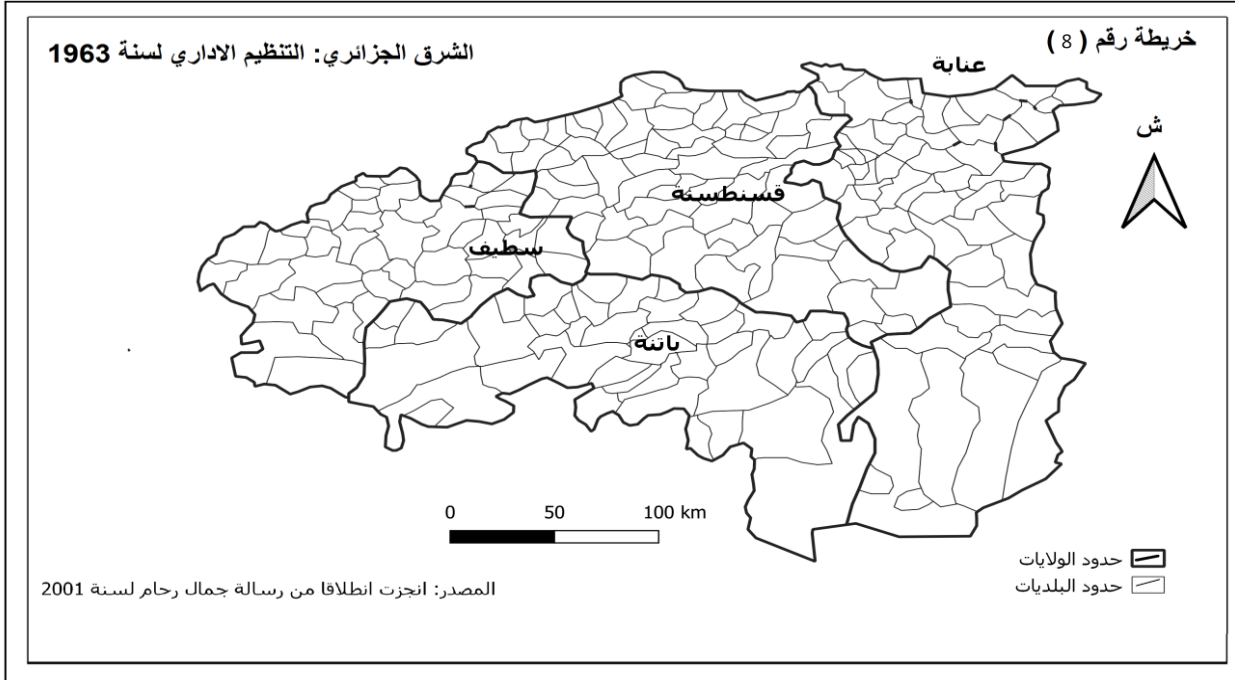 خريطة رقم ( 8 )
الشرق الجزائري: التنظيم الاداري لسنة 1963
عنابة
ش
قسنطسنة
سطيف
باتنة
0 50 100 km
حدود الولايات
حدود البلديات
المصدر: انجزت انطلاقا من رسالة جمال رحام لسنة 2001